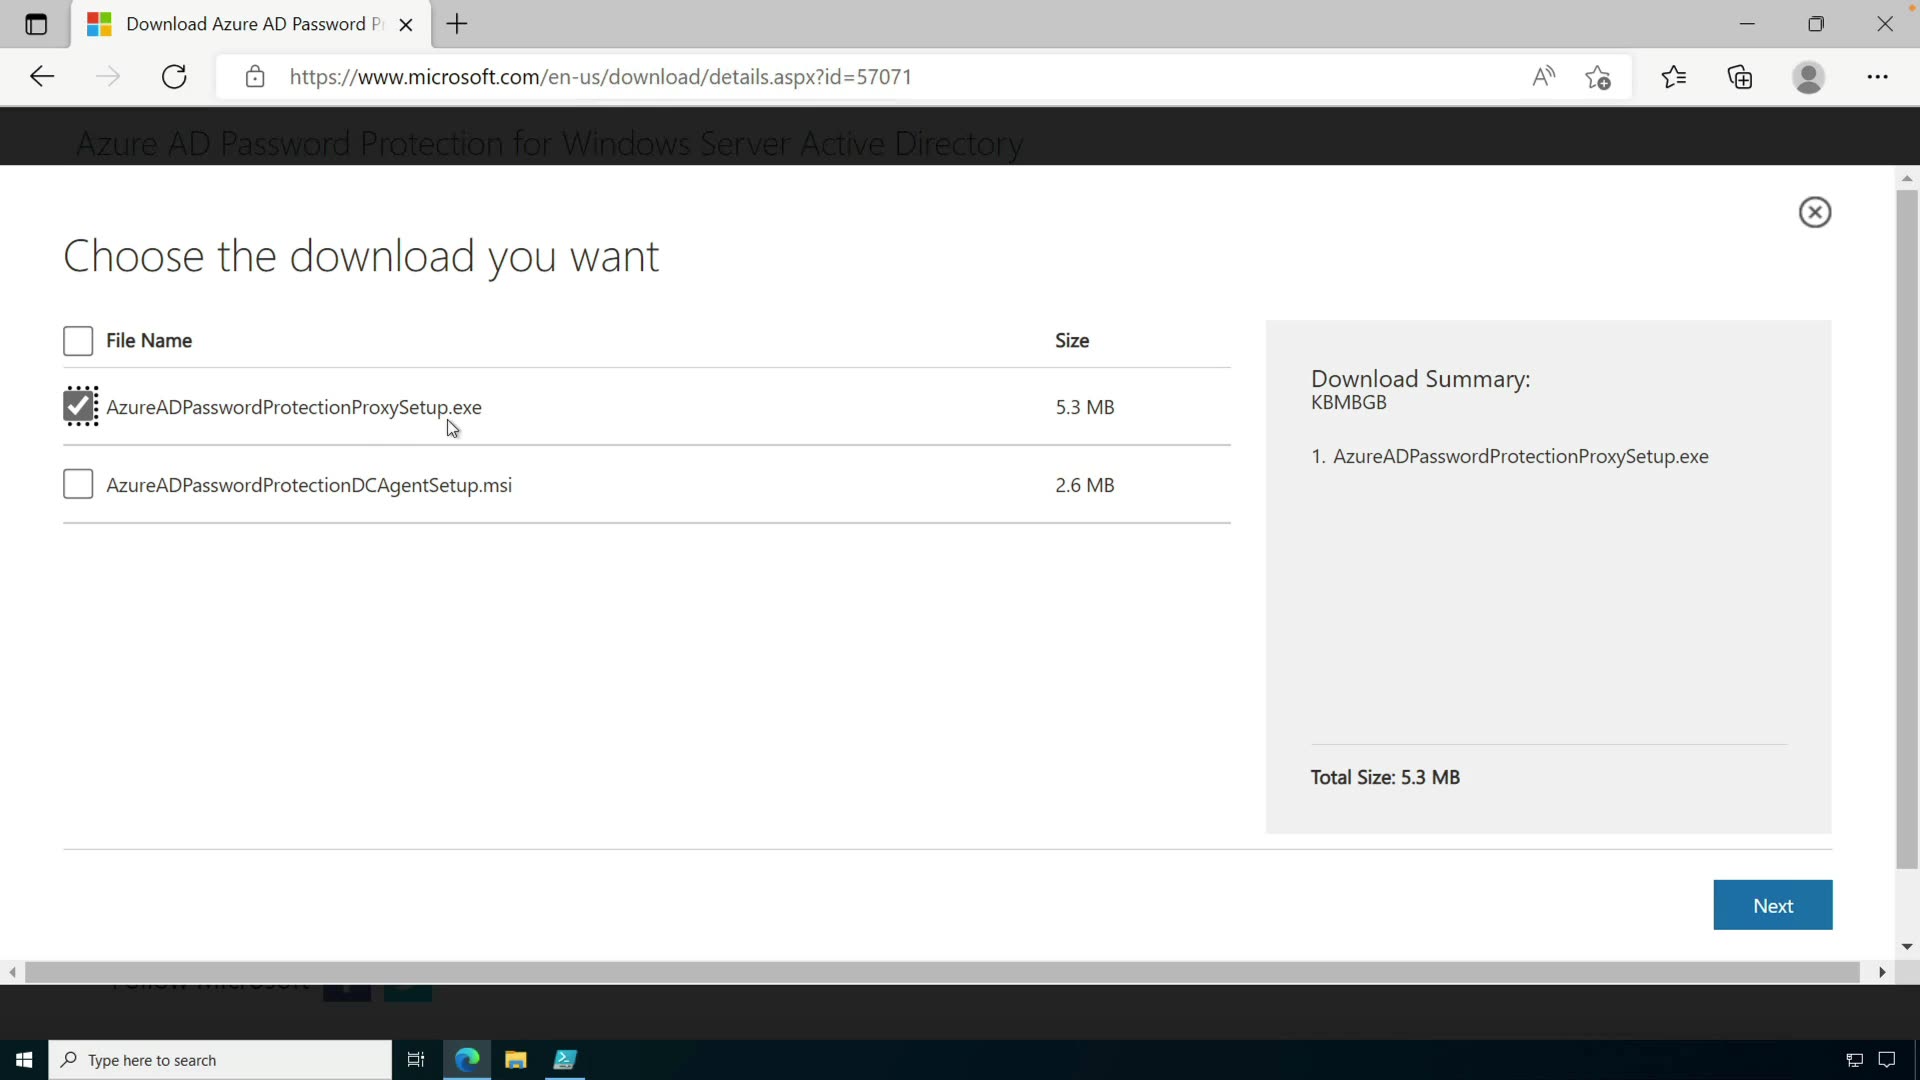 Download Azure AD Password Pr
https://www.microsoft.com/en-us/download/details.aspx?id=57071
Azure AD Password Protection for Windows Server Active Directory
Choose the download you want
File Name Size
AzureADPasswordProtectionProxySetup.exe 5.3 MB
AzureADPasswordProtectionDCAgentSetup.msi 2.6 MB
Download Summary:
KBMBGB
1. AzureADPasswordProtectionProxySetup.exe
Total Size: 5.3 MB
Next
Follow Microsoft
Type here to search